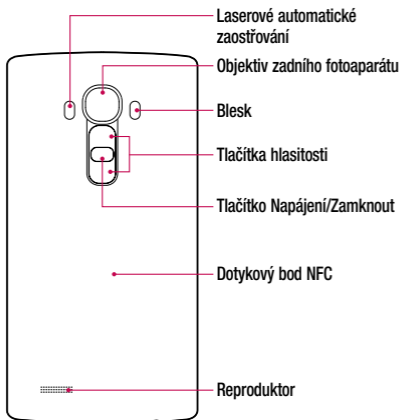 Laserové automatické
zaostřování
Objektiv zadního fotoaparátu
Blesk
Tlačítka hlasitosti
Tlačítko Napájení/Zamknout
Dotykový bod NFC
Reproduktor